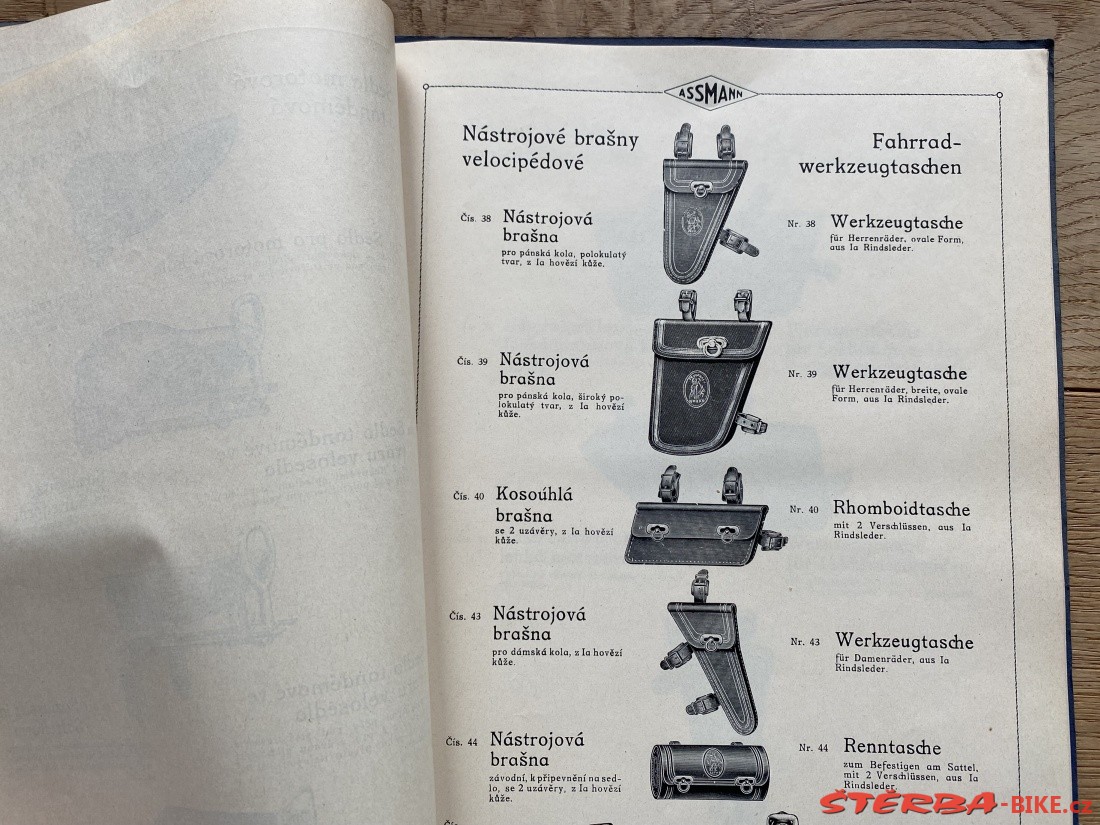 ASSMANN
Nástrojové brašny
velocipédové
Fahrrad-
werkzeugtaschen
Čís. 38 Nástrojová
brašna
pro pánská kola, polokulatý
tvar, z Ia hovězí kůže.
Nr. 38 Werkzeugtasche
für Herrenräder, ovale Form,
aus Ia Rindsleder.
Čís. 39 Nástrojová
brašna
pro pánská kola, široký po-
lokulatý tvar, z Ia hovězí
kůže.
Nr. 39 Werkzeugtasche
für Herrenräder, breite, ovale
Form, aus Ia Rindsleder.
Čís. 40 Kosoúhlá
brašna
se 2 uzávěry, z Ia hovězí
kůže.
Nr. 40 Rhomboidtasche
mit 2 Verschlüssen, aus Ia
Rindsleder.
Čís. 43 Nástrojová
brašna
pro dámská kola, z Ia hovězí
kůže.
Nr. 43 Werkzeugtasche
für Damenräder, aus Ia
Rindsleder.
Čís. 44 Nástrojová
brašna
závodní, k připevnění na sed-
lo, se 2 uzávěry, z Ia hovězí
kůže.
Nr. 44 Renntasche
zum Befestigen am Sattel,
mit 2 Verschlüssen, aus Ia
Rindsleder.
Čís.
ŠTĚRBA-BIKE.cz